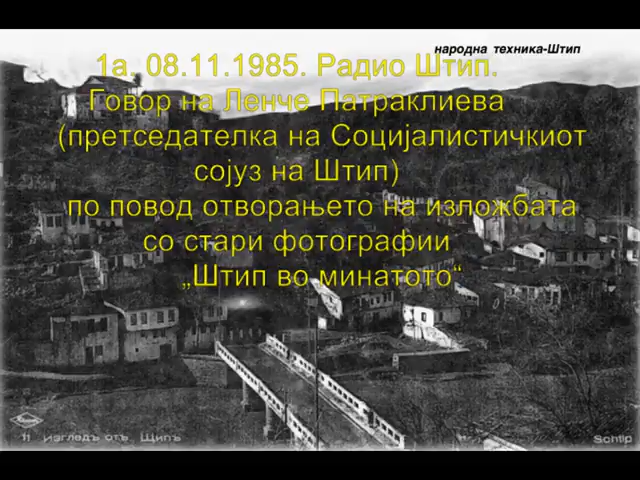 народна техника-Штип
1а. 08.11.1985. Радио Штип.
Говор на Ленче Патраклиева
(претседателка на Социјалистичкиот
сојуз на Штип)
по повод отворањето на изложбата
со стари фотографии
„Штип во минатото“
11 Изгледъ отъ Щипъ
Schtip